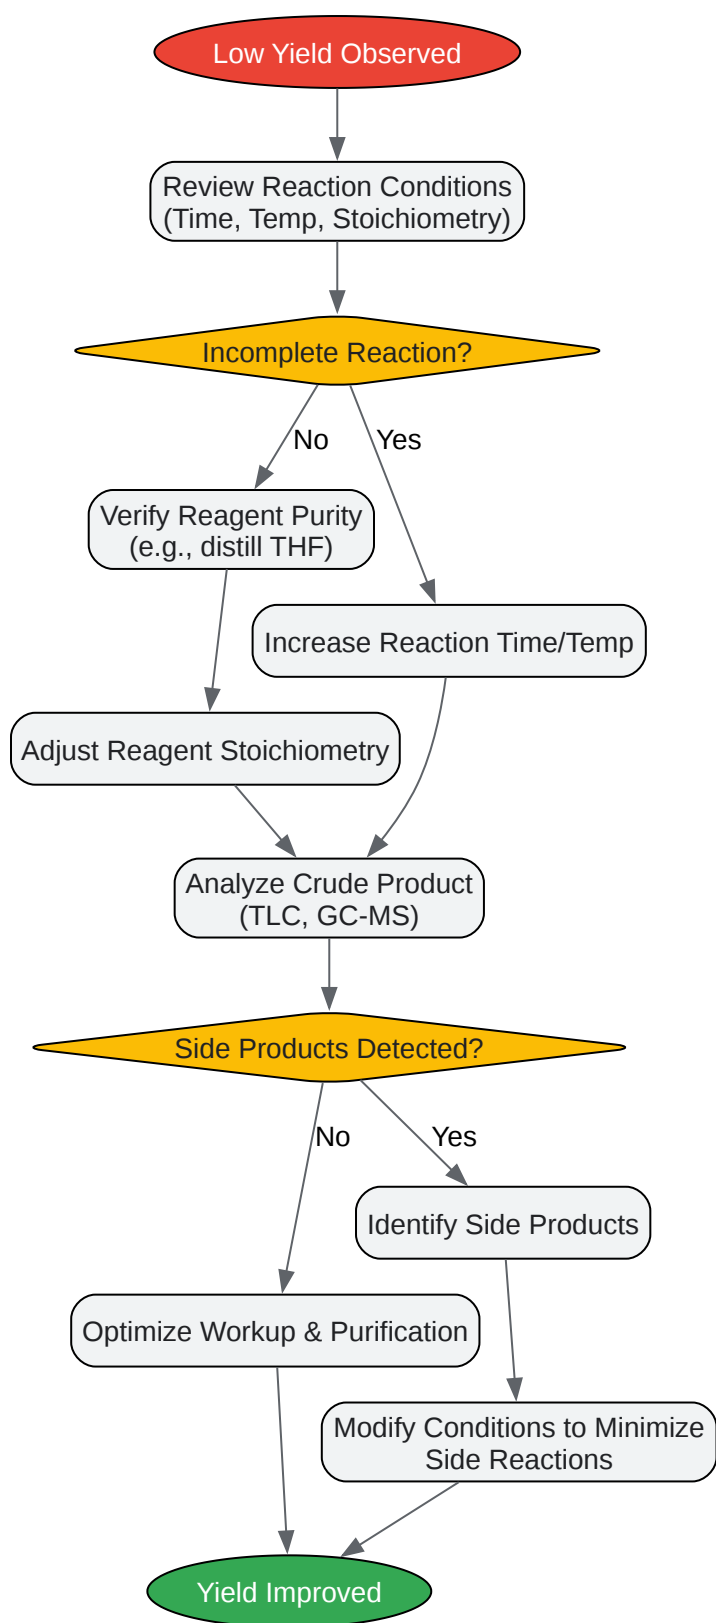 Low Yield Observed
Review Reaction Conditions
(Time, Temp, Stoichiometry)
Incomplete Reaction?
No
Yes
Verify Reagent Purity
(e.g., distill THF)
Increase Reaction Time/Temp
Adjust Reagent Stoichiometry
Analyze Crude Product
(TLC, GC-MS)
Side Products Detected?
No
Yes
Identify Side Products
Optimize Workup & Purification
Modify Conditions to Minimize
Side Reactions
Yield Improved